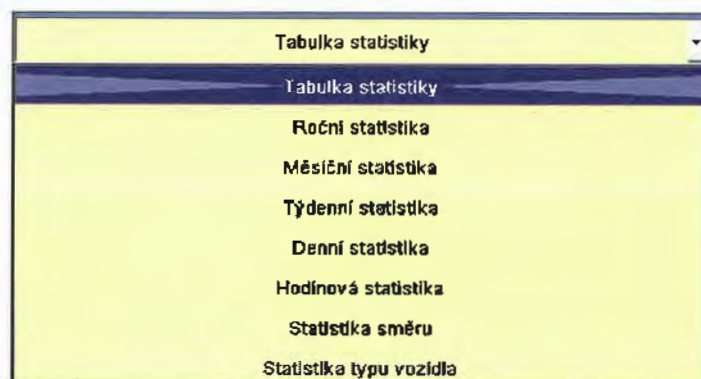 Tabulka statistiky
Tabulka statistiky
Roční statistika
Měsíční statistika
Týdenní statistika
Denní statistika
Hodinová statistika
Statistika směru
Statistika typu vozidla